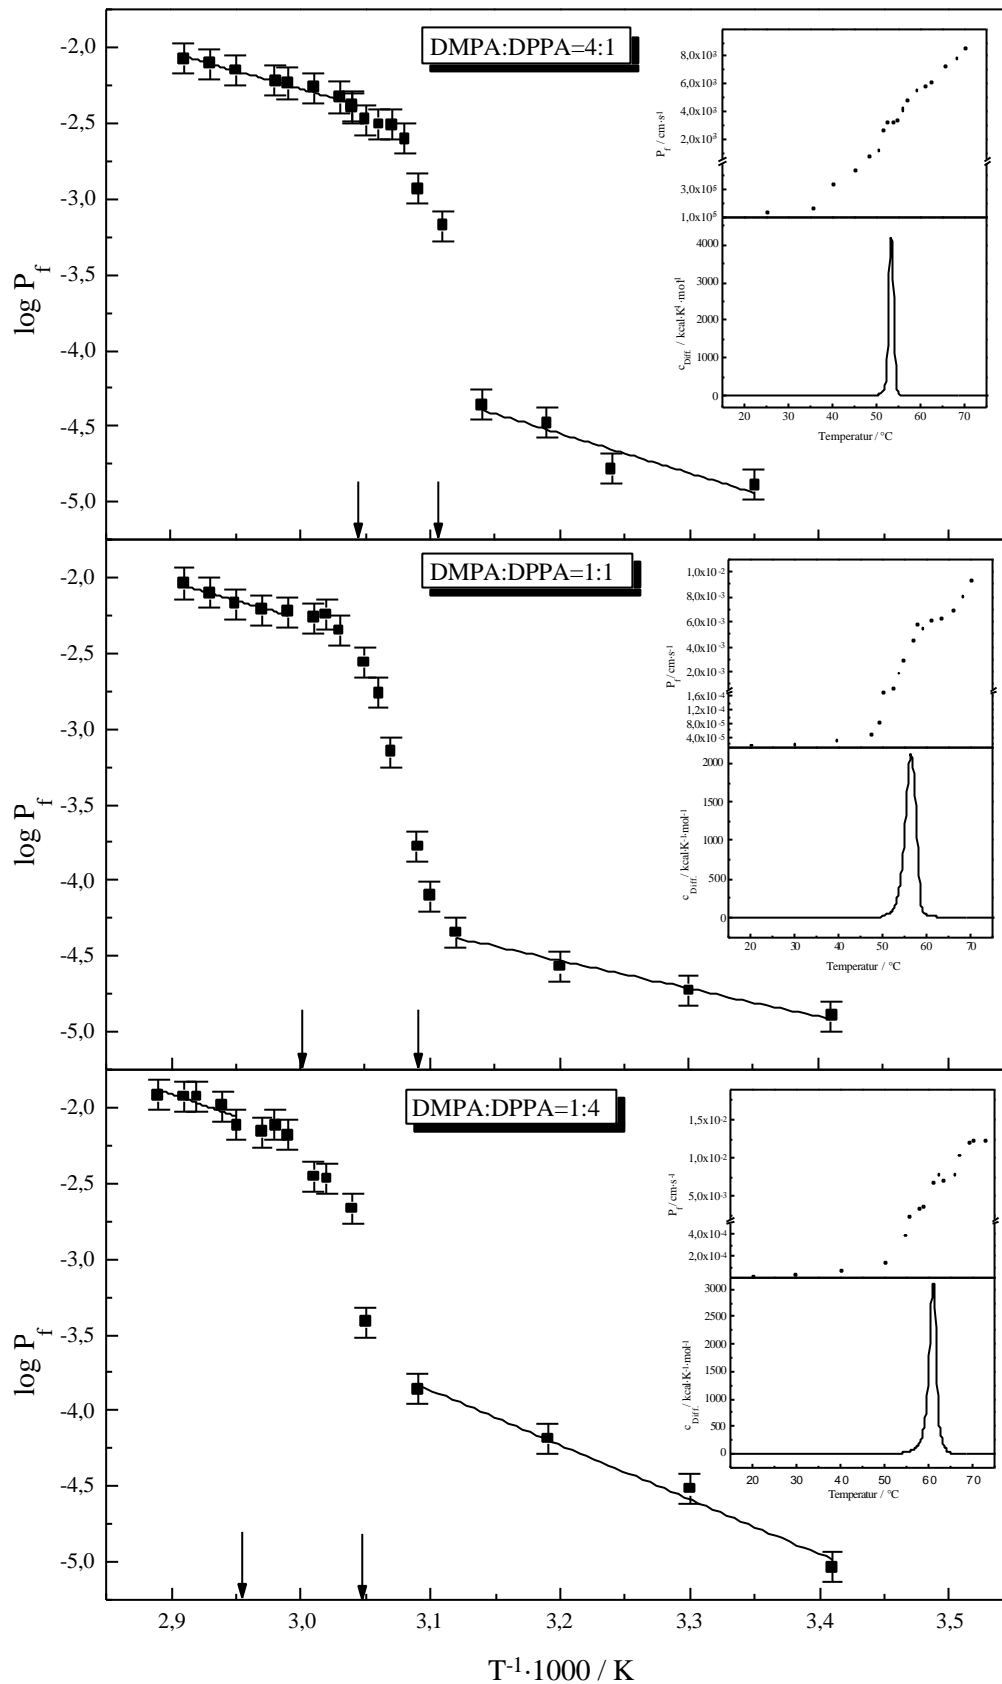 DMPA:DPPA=4:1
log P_f
-2,0
-2,5
-3,0
-3,5
-4,0
-4,5
-5,0
P_f / cm·s-1
8,0x10³
6,0x10³
4,0x10³
2,0x10³
3,0x10⁵
1,0x10⁵
c_Diff. / kcal·K¹·mol¹
4000
3000
2000
1000
0
20 30 40 50 60 70
Temperatur / °C
DMPA:DPPA=1:1
log P_f
-2,0
-2,5
-3,0
-3,5
-4,0
-4,5
-5,0
P_f / cm·s-1
1,0x10-2
8,0x10-3
6,0x10-3
4,0x10-3
2,0x10-3
1,6x10-4
1,2x10-4
8,0x10-5
4,0x10-5
c_Diff. / kcal·K-1·mol-1
2000
1500
1000
500
0
20 30 40 50 60 70
Temperatur / °C
DMPA:DPPA=1:4
log P_f
-2,0
-2,5
-3,0
-3,5
-4,0
-4,5
-5,0
P_f / cm·s-1
1,5x10-2
1,0x10-2
5,0x10-3
4,0x10-4
2,0x10-4
c_Diff. / kcal·K-1·mol-1
3000
2500
2000
1500
1000
500
0
20 30 40 50 60 70
Temperatur / °C
2,9 3,0 3,1 3,2 3,3 3,4 3,5
T-1·1000 / K